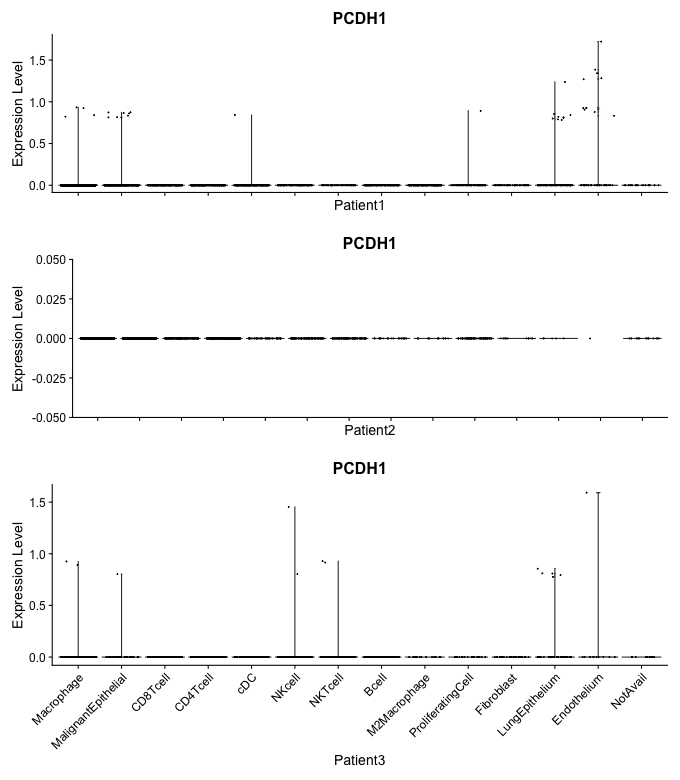 PCDH1
Expression Level
1.5
1.0
0.5
0.0
Patient1
PCDH1
Expression Level
0.050
0.025
0.000
-0.025
-0.050
Patient2
PCDH1
Expression Level
1.5
1.0
0.5
0.0
Macrophage
MalignantEpithelial
CD8Tcell
CD4Tcell
cDC
NKcell
NKTcell
Bcell
M2Macrophage
ProliferatingCell
Fibroblast
LungEpithelium
Endothelium
NotAvail
Patient3